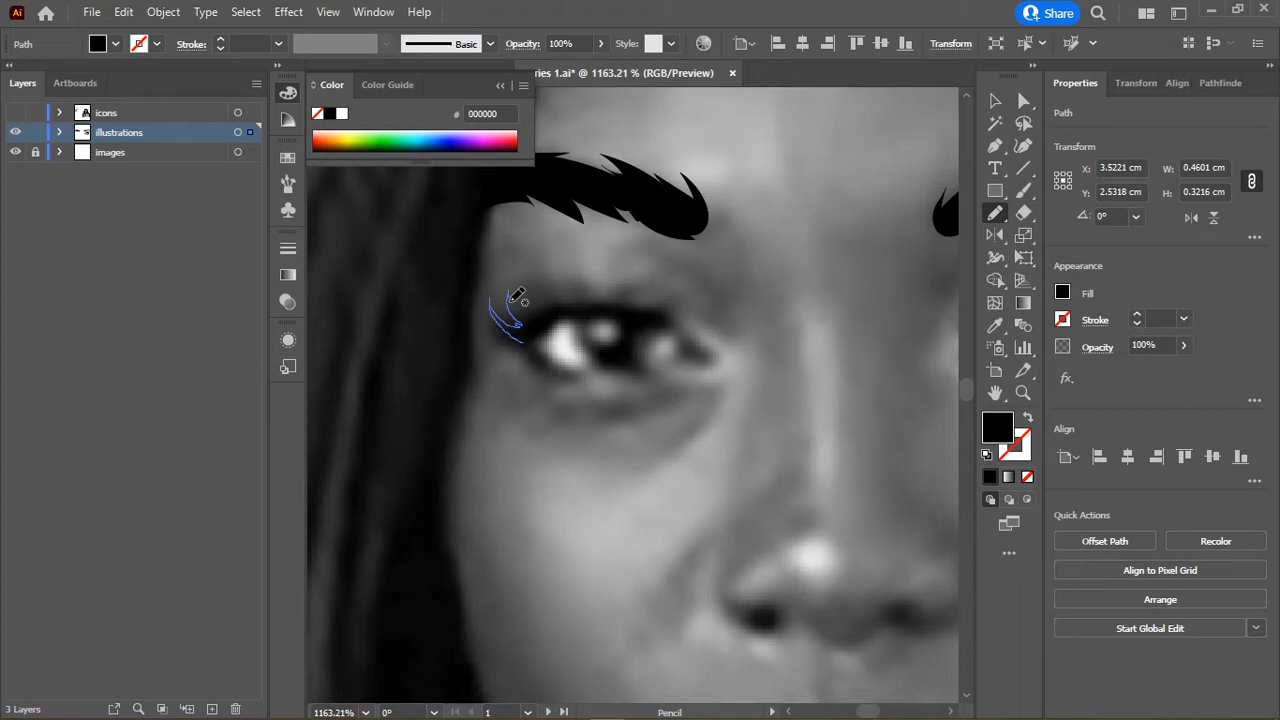 Ai File Edit Object Type Select Effect View Window Help Share
Path Stroke: Basic Opacity: 100% Style: Transform
ries 1.ai* @ 1163.21 % (RGB/Preview)
Layers Artboards
Color Color Guide
Properties Transform Align Pathfinde
icons
# 000000
illustrations
images
Path
Transform
X: 3.5221 cm W: 0.4601 cm
Y: 2.5318 cm H: 0.3216 cm
0°
Appearance
Fill
Stroke
Opacity 100%
fx.
Align
Quick Actions
Offset Path Recolor
Align to Pixel Grid
Arrange
Start Global Edit
3 Layers 1163.21% 0° 1 Pencil